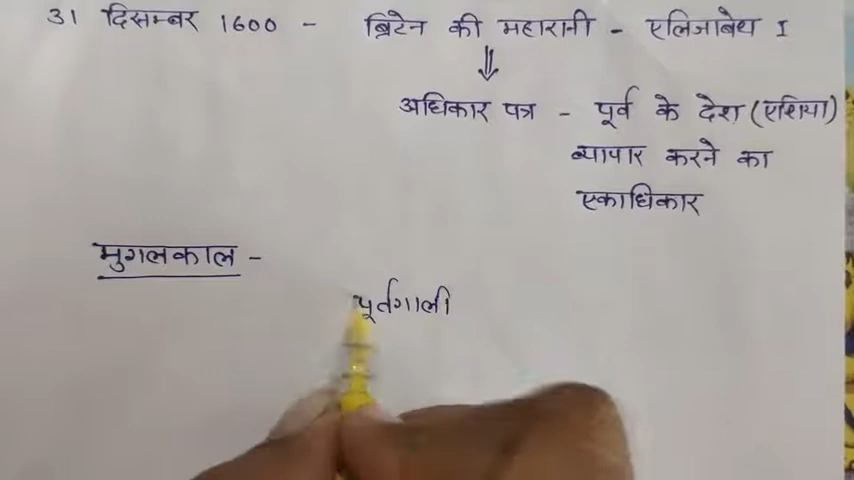 31 दिसम्बर 1600 - ब्रिटेन की महारानी - एलिजाबेथ I
⇓
अधिकार पत्र - पूर्व के देश (एशिया)
व्यापार करने का
एकाधिकार
मुगलकाल -
पूर्तगाली